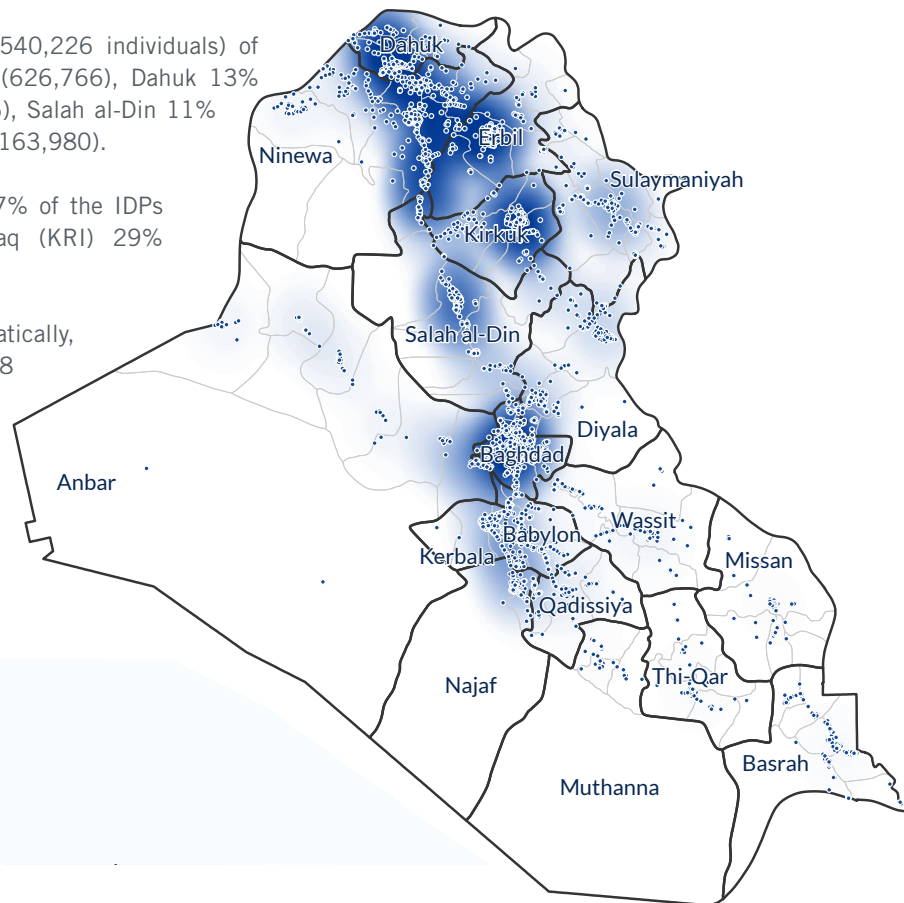 540,226 individuals) of
(626,766), Dahuk 13%
), Salah al-Din 11%
163,980).
7% of the IDPs
aq (KRI) 29%
atically,
8
Dahuk
Erbil
Ninewa
Sulaymaniyah
Kirkuk
Salah al-Din
Diyala
Baghdad
Anbar
Wassit
Babylon
Kerbala
Missan
Qadissiya
Thi-Qar
Najaf
Basrah
Muthanna